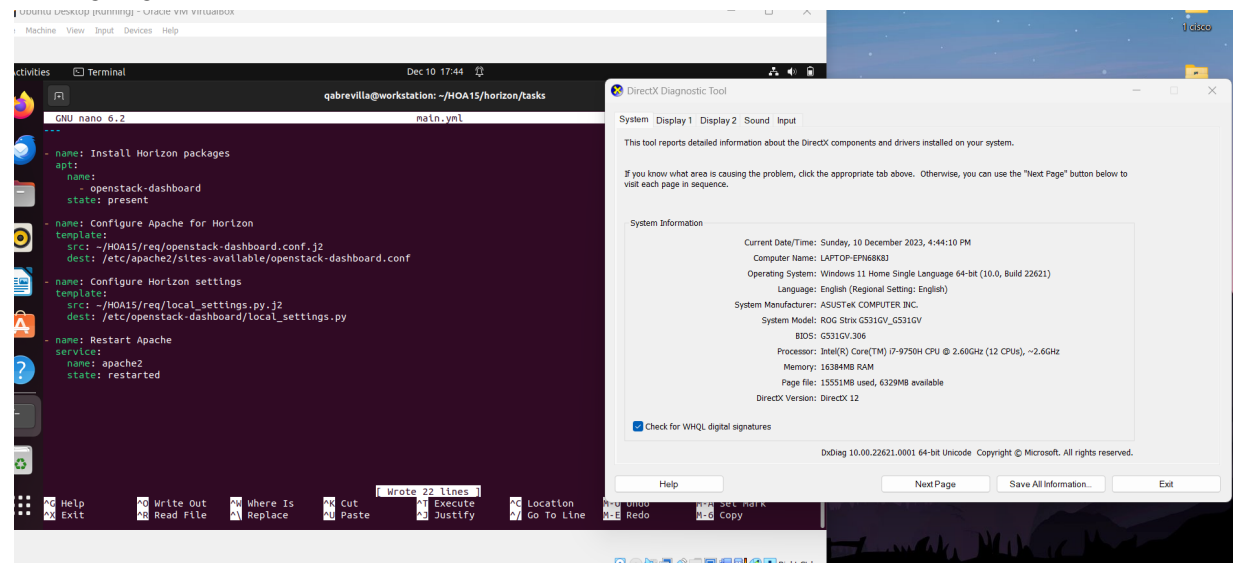 Ubuntu Desktop [Running] - Oracle VM VirtualBox
Machine View Input Devices Help
1 cisco
Activities Terminal Dec 10 17:44
qabrevilla@workstation: ~/HOA15/horizon/tasks
GNU nano 6.2 main.yml
---
- name: Install Horizon packages
apt:
name:
- openstack-dashboard
state: present
- name: Configure Apache for Horizon
template:
src: ~/HOA15/req/openstack-dashboard.conf.j2
dest: /etc/apache2/sites-available/openstack-dashboard.conf
- name: Configure Horizon settings
template:
src: ~/HOA15/req/local_settings.py.j2
dest: /etc/openstack-dashboard/local_settings.py
- name: Restart Apache
service:
name: apache2
state: restarted
[ Wrote 22 lines ]
^G Help ^O Write Out ^W Where Is ^K Cut ^T Execute ^C Location M-U Undo M-A Set Mark
^X Exit ^R Read File ^\ Replace ^U Paste ^J Justify ^/ Go To Line M-E Redo M-6 Copy
DirectX Diagnostic Tool
System Display 1 Display 2 Sound Input
This tool reports detailed information about the DirectX components and drivers installed on your system.
If you know what area is causing the problem, click the appropriate tab above. Otherwise, you can use the "Next Page" button below to
visit each page in sequence.
System Information
Current Date/Time: Sunday, 10 December 2023, 4:44:10 PM
Computer Name: LAPTOP-EPN68K8J
Operating System: Windows 11 Home Single Language 64-bit (10.0, Build 22621)
Language: English (Regional Setting: English)
System Manufacturer: ASUSTeK COMPUTER INC.
System Model: ROG Strix G531GV_G531GV
BIOS: G531GV.306
Processor: Intel(R) Core(TM) i7-9750H CPU @ 2.60GHz (12 CPUs), ~2.6GHz
Memory: 16384MB RAM
Page file: 15551MB used, 6329MB available
DirectX Version: DirectX 12
Check for WHQL digital signatures
DxDiag 10.00.22621.0001 64-bit Unicode Copyright © Microsoft. All rights reserved.
Help Next Page Save All Information... Exit